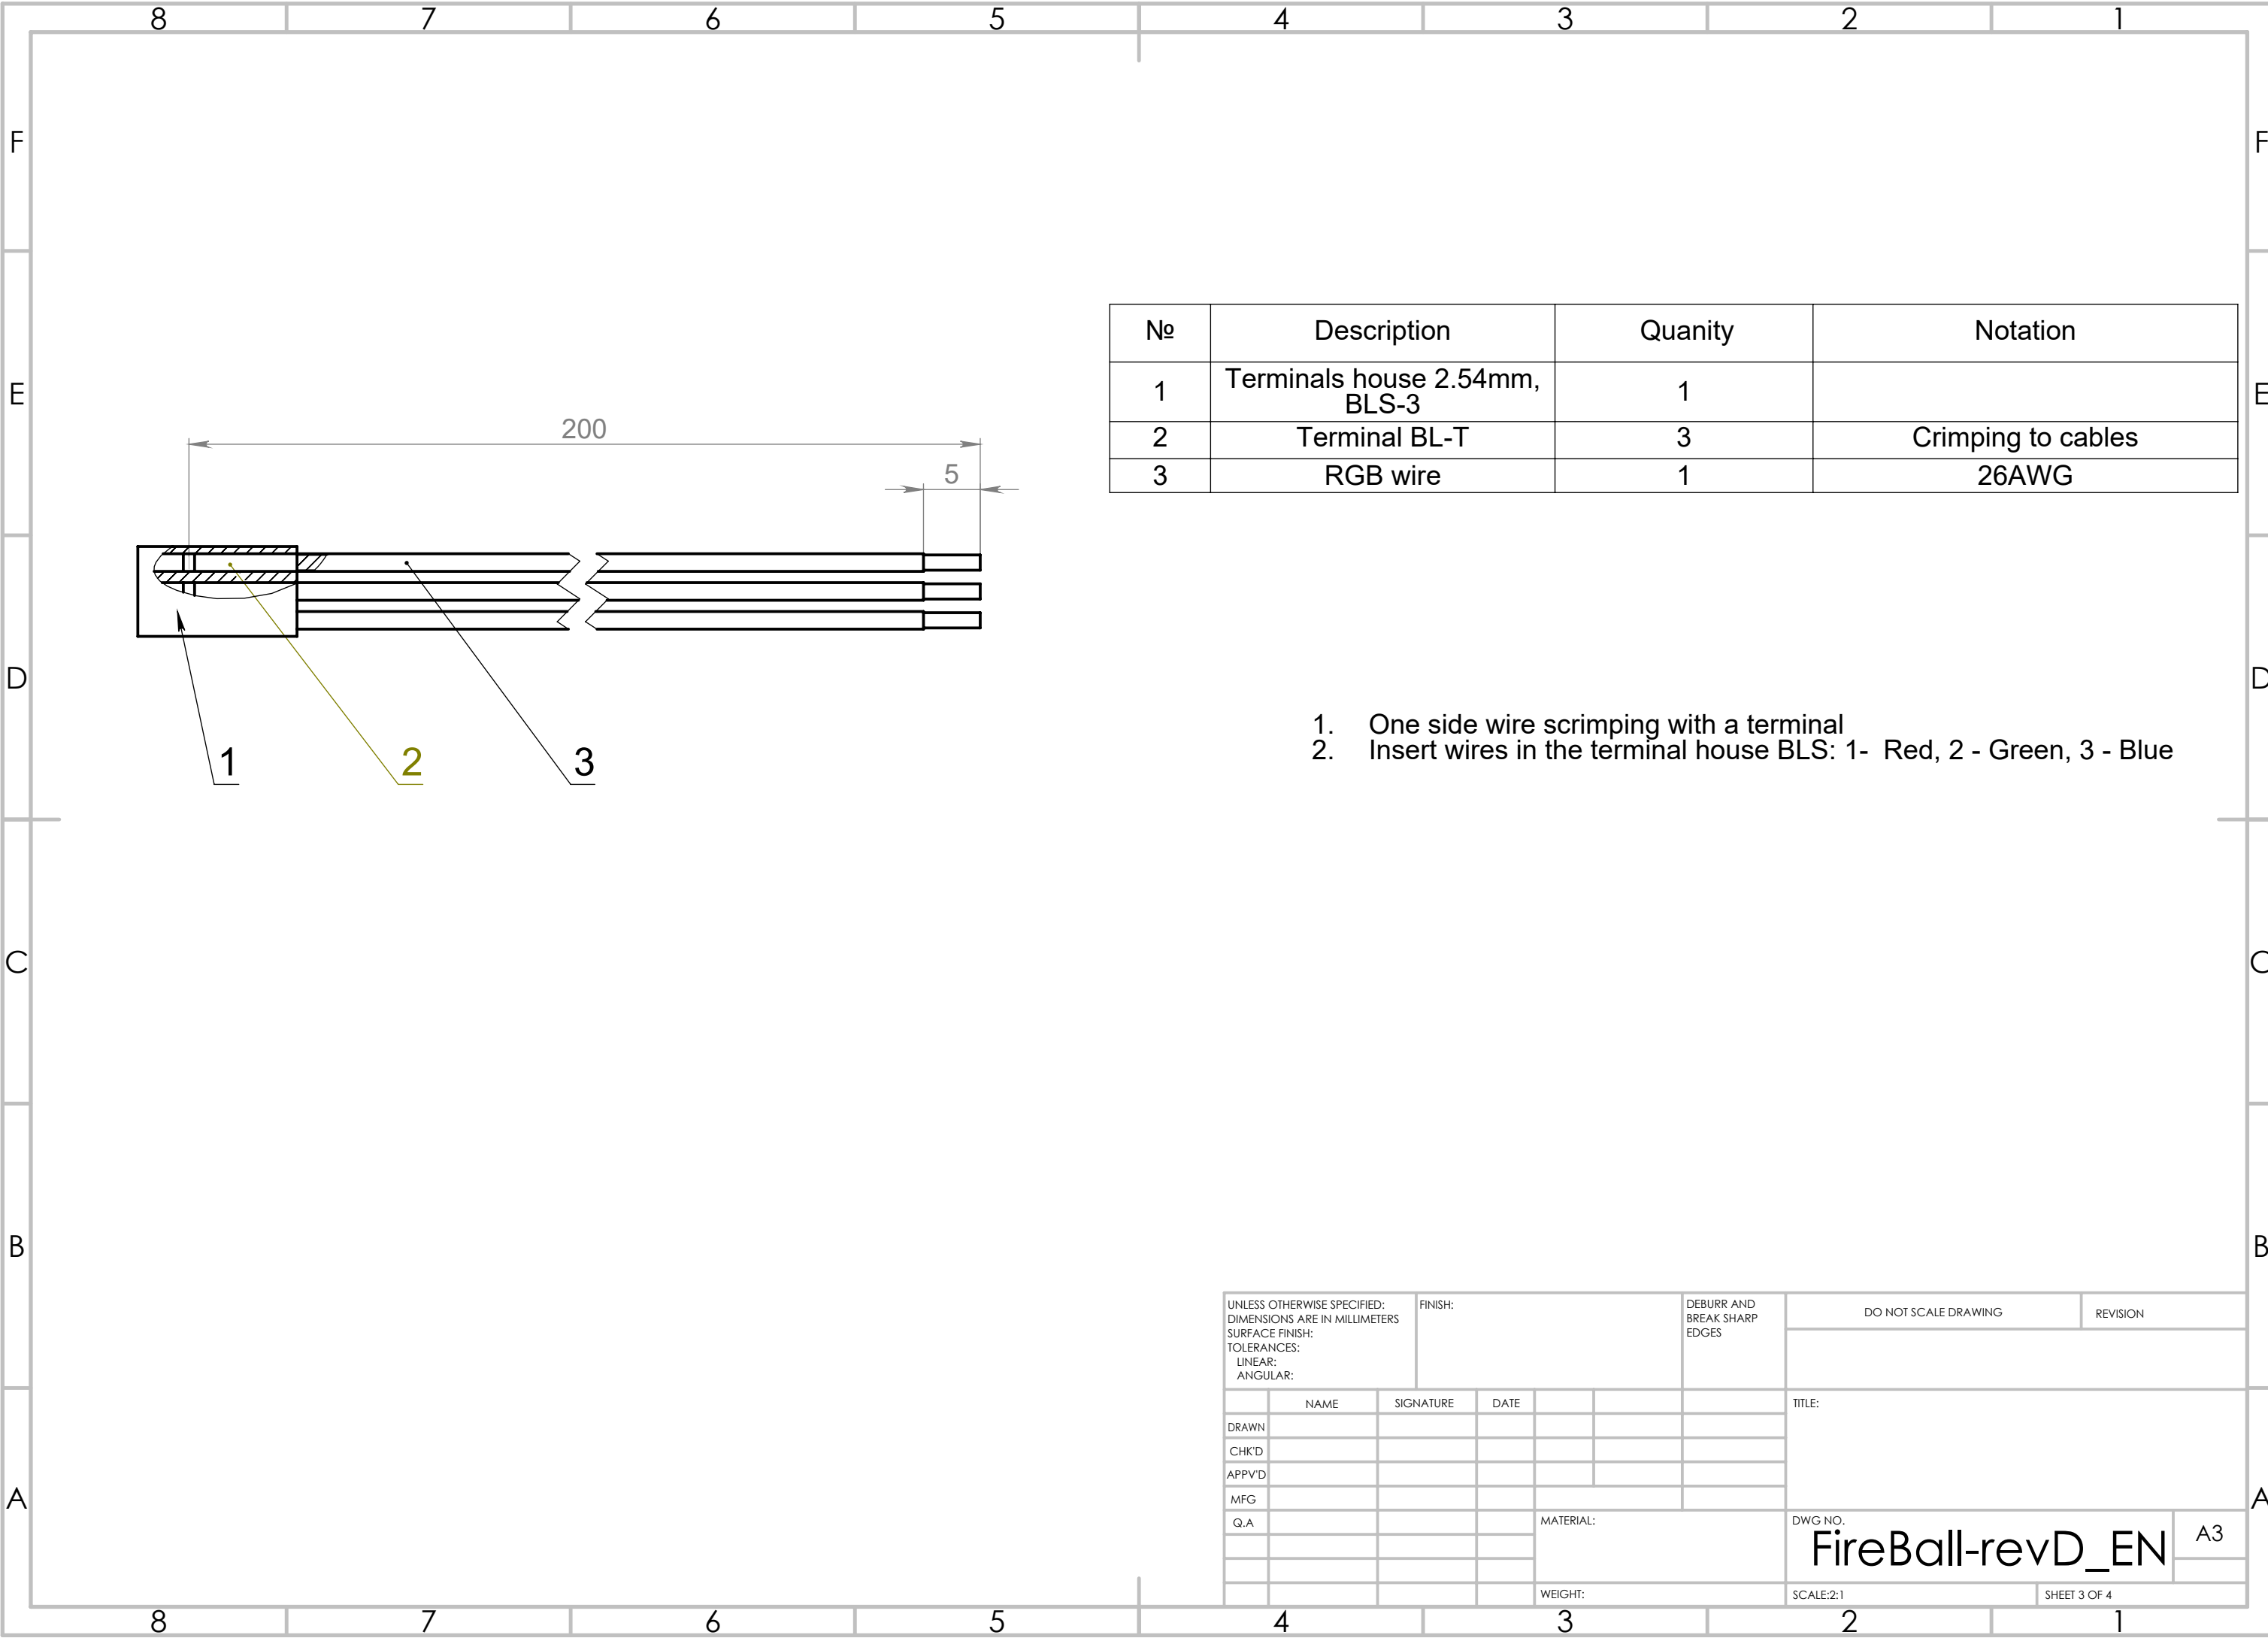 8 7 6 5 4 3 2 1
F F
№ Description Quanity Notation
1 Terminals house 2.54mm, BLS-3 1
2 Terminal BL-T 3 Crimping to cables
3 RGB wire 1 26AWG
E E
200
5
D D
1 2 3
1. One side wire scrimping with a terminal
2. Insert wires in the terminal house BLS: 1- Red, 2 - Green, 3 - Blue
C C
B B
UNLESS OTHERWISE SPECIFIED:
DIMENSIONS ARE IN MILLIMETERS
SURFACE FINISH:
TOLERANCES:
LINEAR:
ANGULAR:
FINISH:
DEBURR AND
BREAK SHARP
EDGES
DO NOT SCALE DRAWING
REVISION
NAME SIGNATURE DATE
TITLE:
DRAWN
CHK'D
APPV'D
MFG
Q.A
A A
MATERIAL:
DWG NO.
FireBall-revD_EN
A3
WEIGHT:
SCALE:2:1
SHEET 3 OF 4
8 7 6 5 4 3 2 1